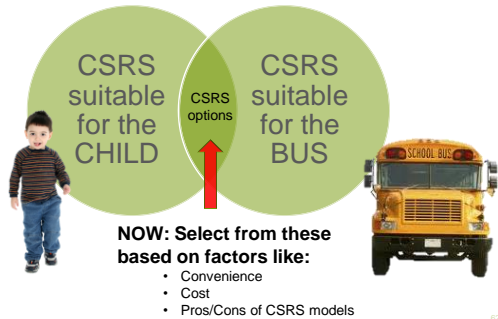 CSRS
suitable
for the
CHILD
CSRS
options
CSRS
suitable
for the
BUS
SCHOOL BUS
NOW: Select from these
based on factors like:
• Convenience
• Cost
• Pros/Cons of CSRS models